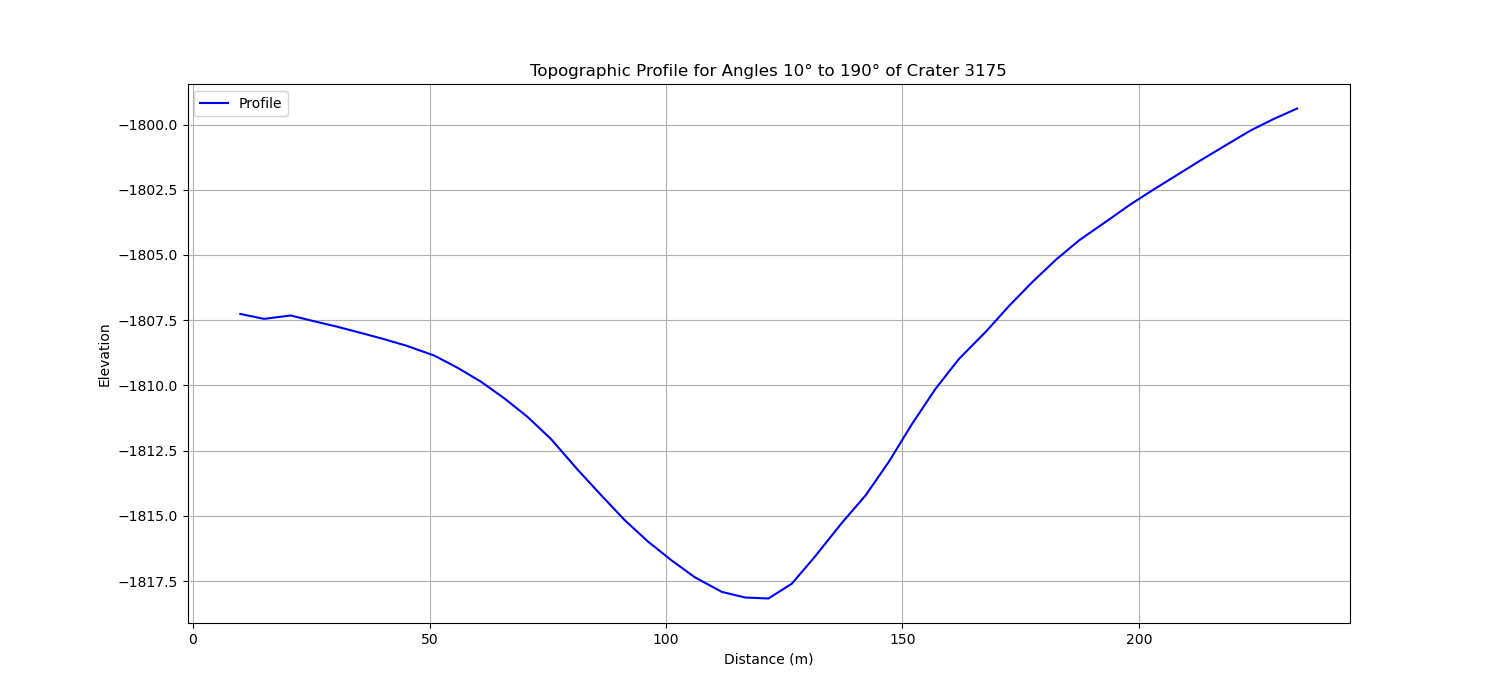 Topographic Profile for Angles 10° to 190° of Crater 3175
Profile
−1800.0
−1802.5
−1805.0
−1807.5
−1810.0
−1812.5
−1815.0
−1817.5
Elevation
0 50 100 150 200
Distance (m)